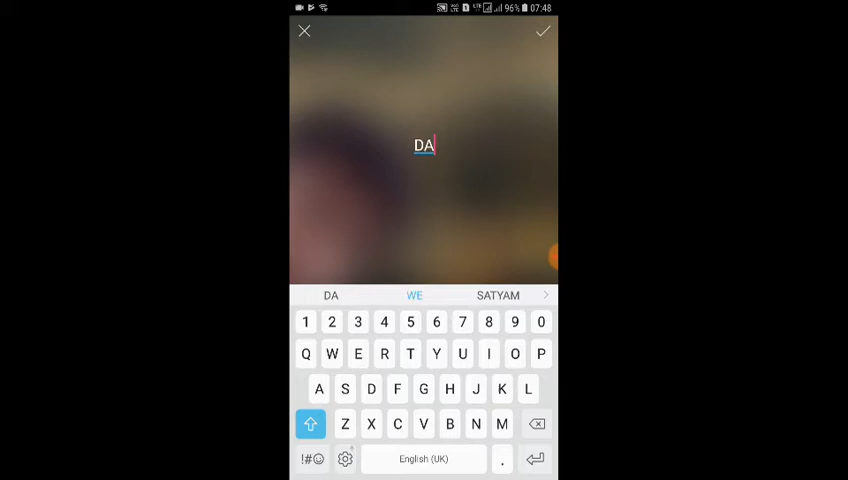 96% 07:48
DA
DA WE SATYAM
1 2 3 4 5 6 7 8 9 0
Q W E R T Y U I O P
A S D F G H J K L
Z X C V B N M
!#☺ English (UK) .